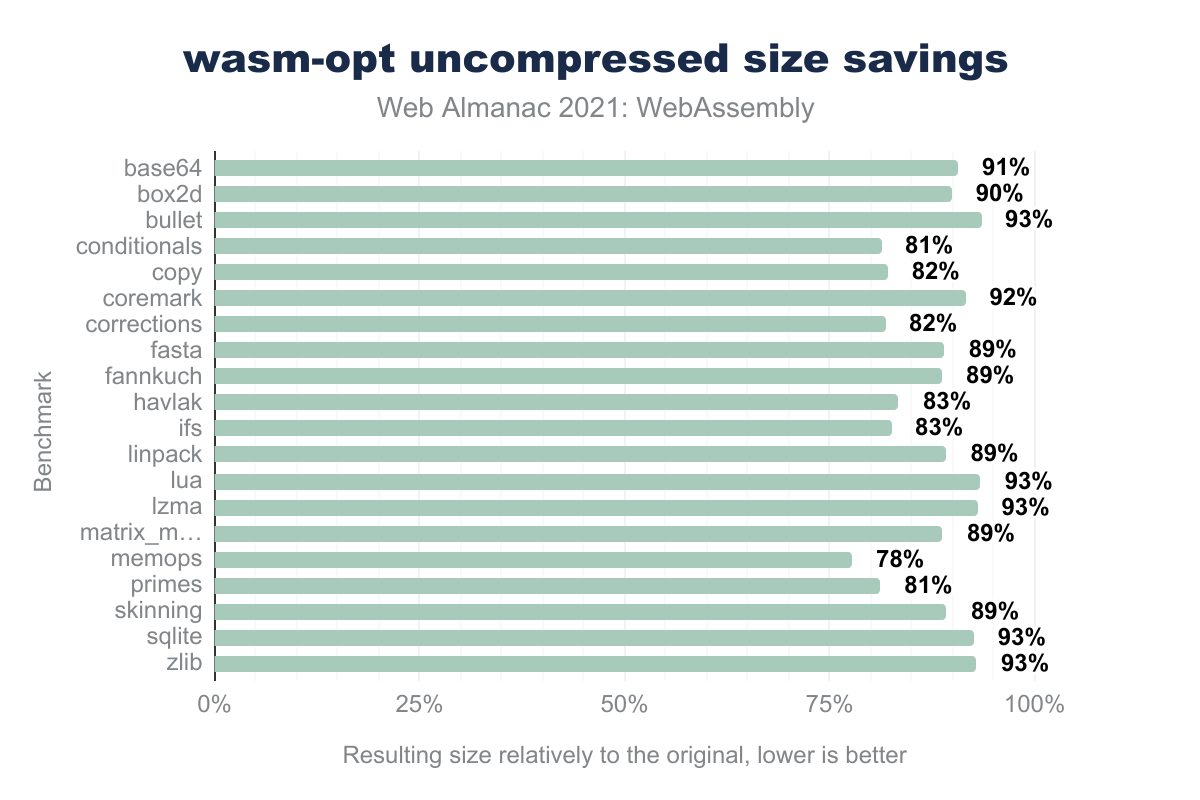 wasm-opt uncompressed size savings
Web Almanac 2021: WebAssembly
Benchmark
base64 91%
box2d 90%
bullet 93%
conditionals 81%
copy 82%
coremark 92%
corrections 82%
fasta 89%
fannkuch 89%
havlak 83%
ifs 83%
linpack 89%
lua 93%
lzma 93%
matrix_m… 89%
memops 78%
primes 81%
skinning 89%
sqlite 93%
zlib 93%
0% 25% 50% 75% 100%
Resulting size relatively to the original, lower is better